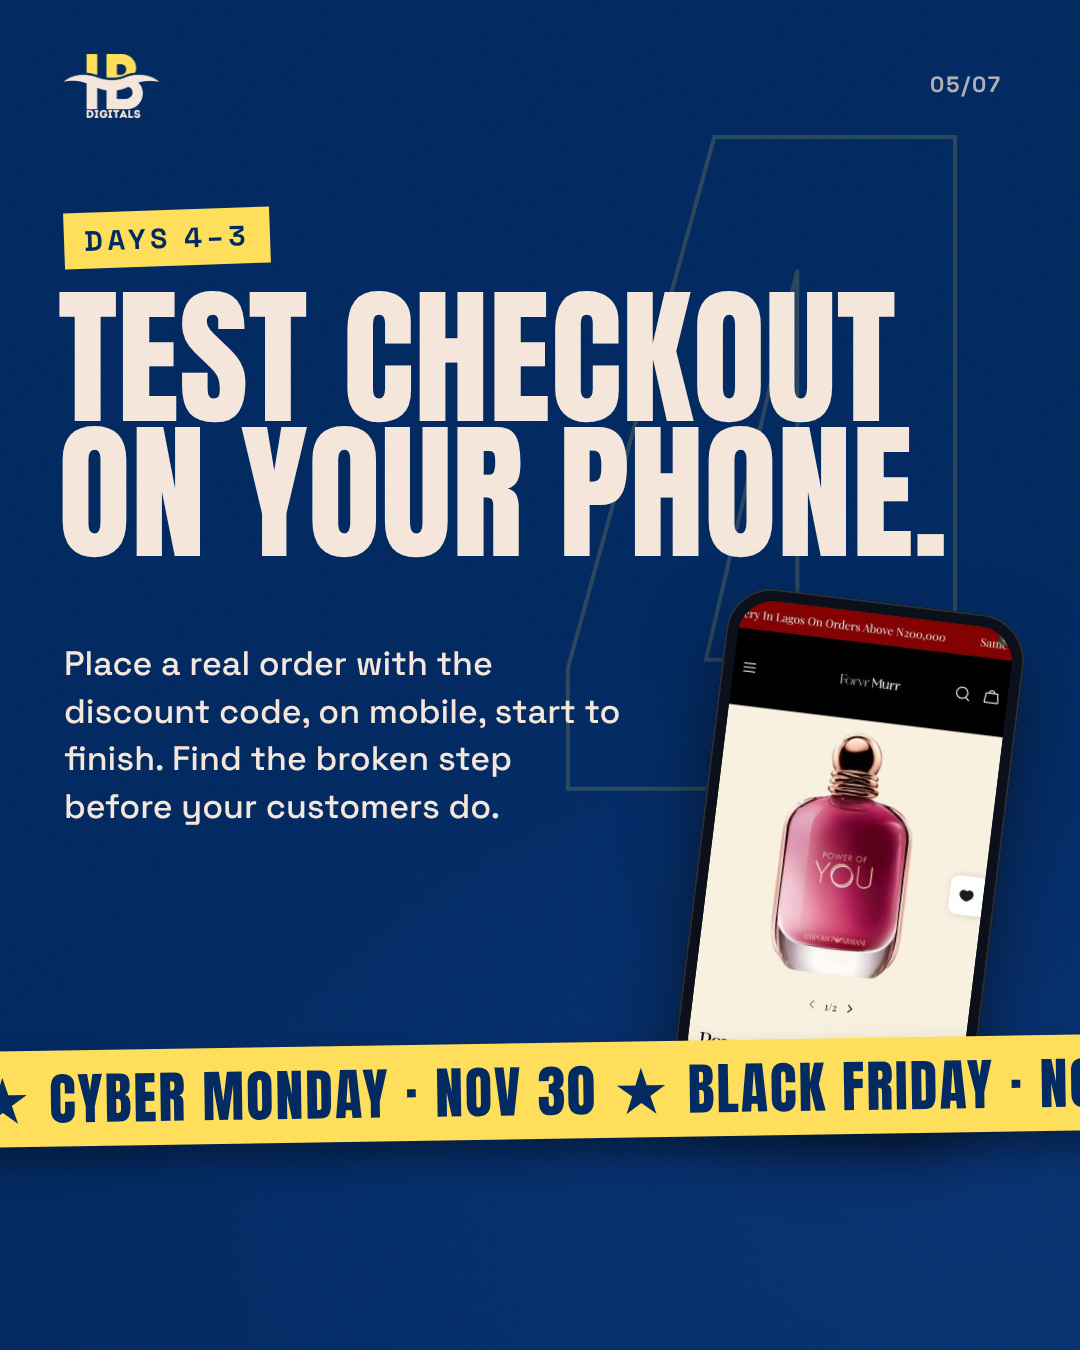 HB
DIGITALS
05/07
4
DAYS 4–3
TEST CHECKOUT
ON YOUR PHONE.
Place a real order with the
discount code, on mobile, start to
finish. Find the broken step
before your customers do.
In Lagos On Orders Above N200,000
ForvrMurr
POWER OF
YOU
EMPORIO ARMANI
1/2
★ CYBER MONDAY · NOV 30 ★ BLACK FRIDAY ·